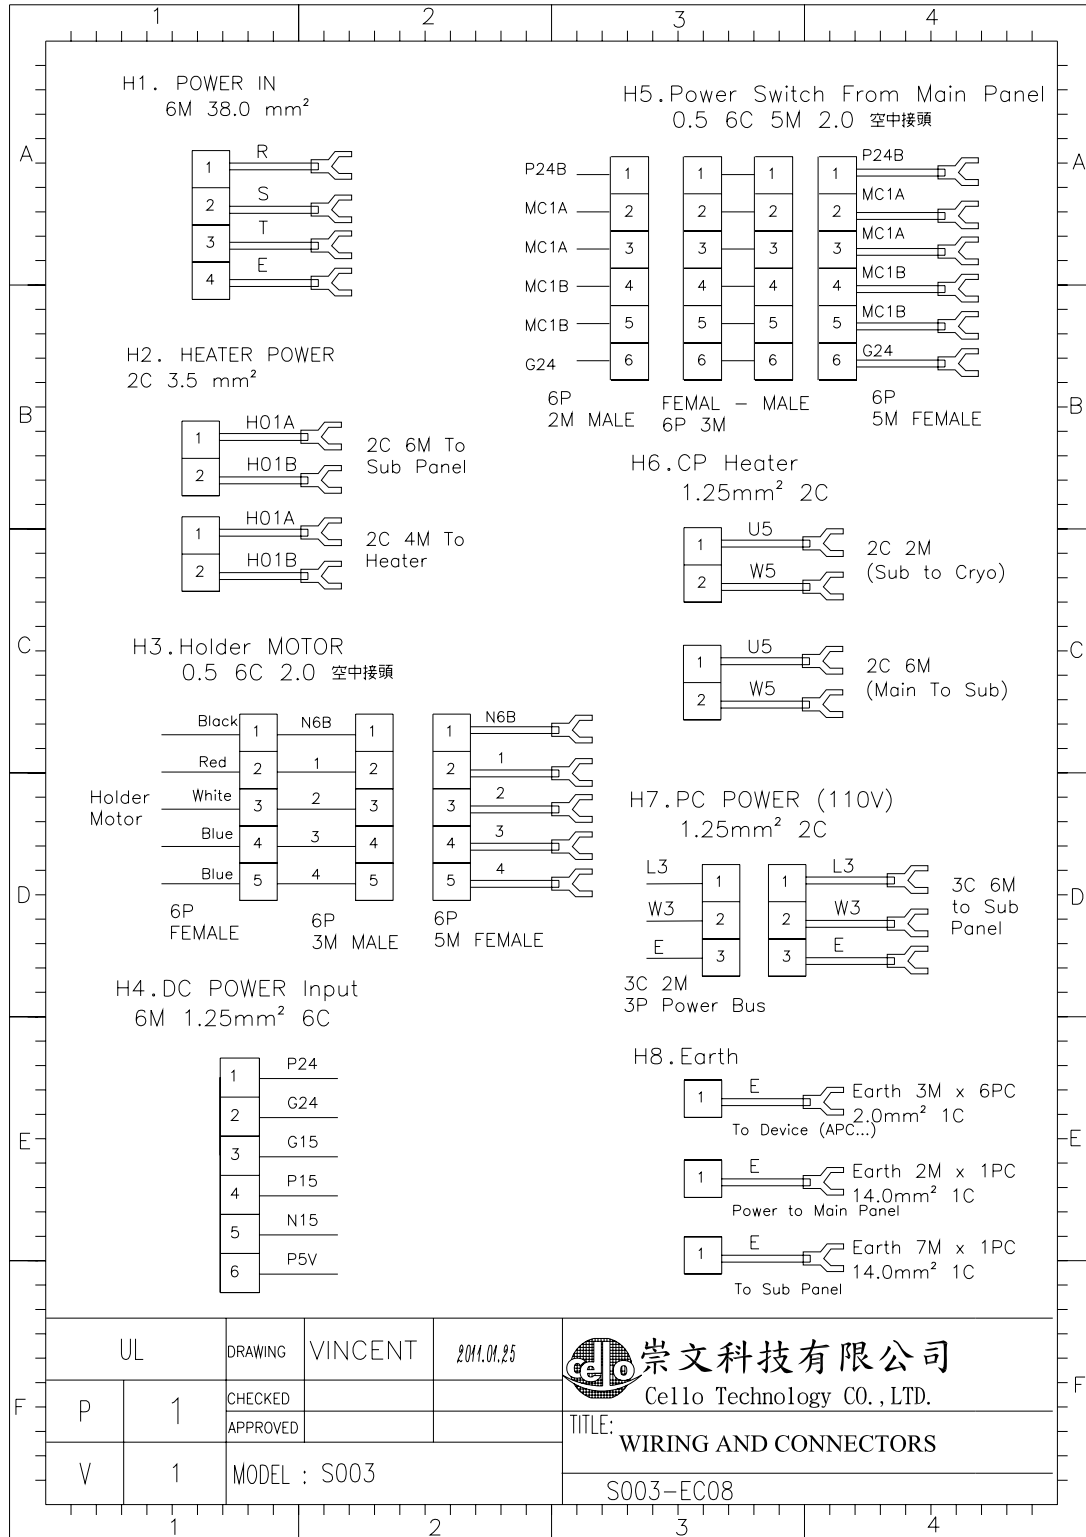 1 2 3 4
A
B
C
D
E
F
A
B
C
D
E
F
H1. POWER IN
6M 38.0 mm²
1 R
2 S
3 T
4 E
H2. HEATER POWER
2C 3.5 mm²
1 H01A
2 H01B
2C 6M To
Sub Panel
1 H01A
2 H01B
2C 4M To
Heater
H3.Holder MOTOR
0.5 6C 2.0 空中接頭
Holder
Motor
Black 1 N6B 1
Red 2 1 2
White 3 2 3
Blue 4 3 4
Blue 5 4 5
6P
FEMALE
6P
3M MALE
1 N6B
2 1
3 2
4 3
5 4
6P
5M FEMALE
H4.DC POWER Input
6M 1.25mm² 6C
1 P24
2 G24
3 G15
4 P15
5 N15
6 P5V
H5.Power Switch From Main Panel
0.5 6C 5M 2.0 空中接頭
P24B 1 1 1 1 P24B
MC1A 2 2 2 2 MC1A
MC1A 3 3 3 3 MC1A
MC1B 4 4 4 4 MC1B
MC1B 5 5 5 5 MC1B
G24 6 6 6 6 G24
6P
2M MALE
FEMAL - MALE
6P 3M
6P
5M FEMALE
H6.CP Heater
1.25mm² 2C
1 U5
2 W5
2C 2M
(Sub to Cryo)
1 U5
2 W5
2C 6M
(Main To Sub)
H7.PC POWER (110V)
1.25mm² 2C
L3 1 1 L3
W3 2 2 W3
E 3 3 E
3C 2M
3P Power Bus
3C 6M
to Sub
Panel
H8.Earth
1 E Earth 3M x 6PC
2.0mm² 1C
To Device (APC...)
1 E Earth 2M x 1PC
14.0mm² 1C
Power to Main Panel
1 E Earth 7M x 1PC
14.0mm² 1C
To Sub Panel
UL
DRAWING VINCENT 2011.01.25
P 1
CHECKED
APPROVED
V 1
MODEL : S003
cello 崇文科技有限公司
Cello Technology CO.,LTD.
TITLE:
WIRING AND CONNECTORS
S003-EC08
1 2 3 4